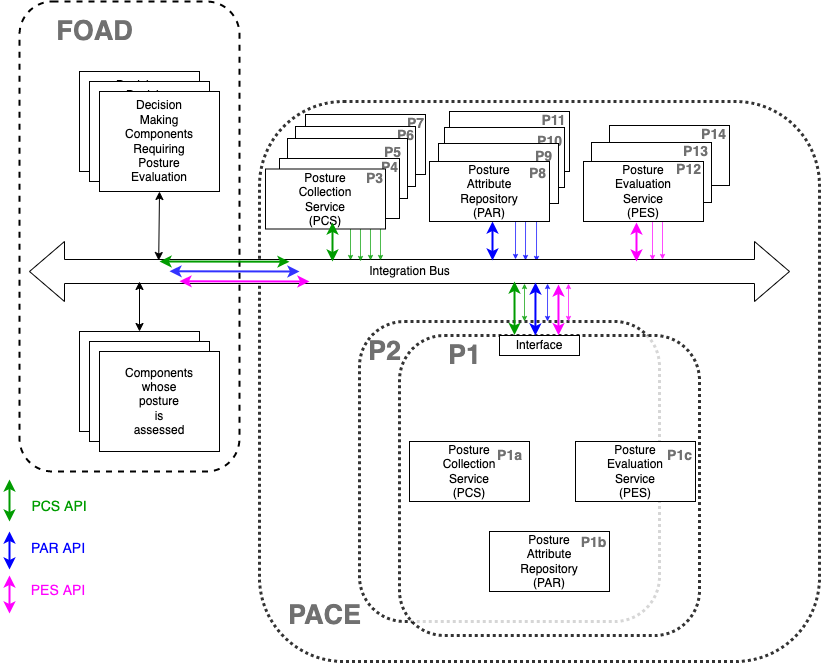 FOAD
Decision
Making
Components
Requiring
Posture
Evaluation
P7
P6
P5
P4
P3
Posture
Collection
Service
(PCS)
P11
P10
P9
P8
Posture
Attribute
Repository
(PAR)
P14
P13
P12
Posture
Evaluation
Service
(PES)
Integration Bus
Components
whose
posture
is
assessed
P2
P1
Interface
Posture
Collection
Service
(PCS)
P1a
Posture
Evaluation
Service
(PES)
P1c
Posture
Attribute
Repository
(PAR)
P1b
PACE
PCS API
PAR API
PES API